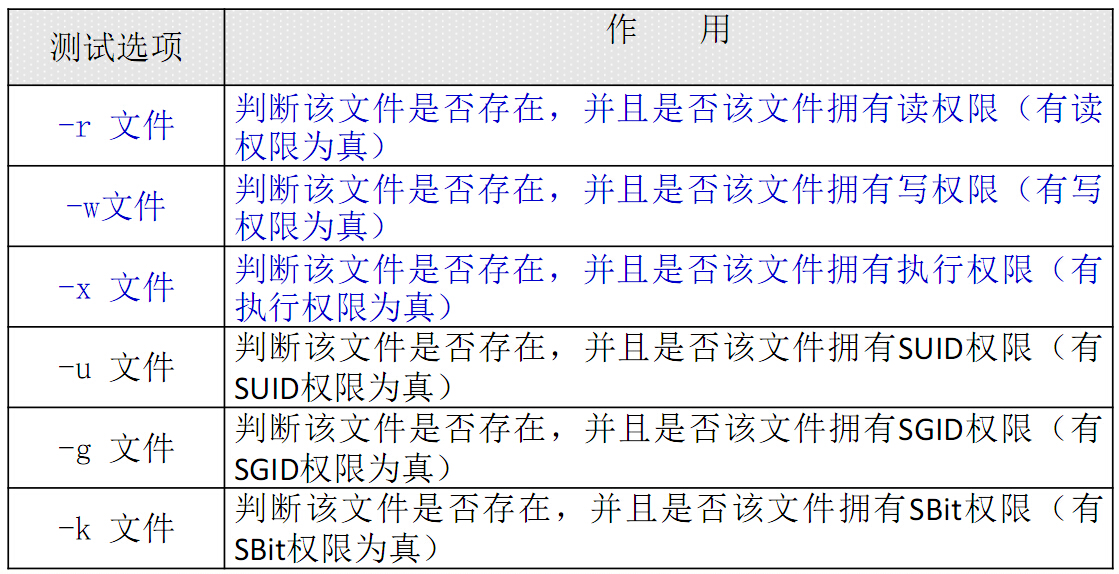 测试选项
作 用
-r 文件
判断该文件是否存在，并且是否该文件拥有读权限（有读
权限为真）
-w文件
判断该文件是否存在，并且是否该文件拥有写权限（有写
权限为真）
-x 文件
判断该文件是否存在，并且是否该文件拥有执行权限（有
执行权限为真）
-u 文件
判断该文件是否存在，并且是否该文件拥有SUID权限（有
SUID权限为真）
-g 文件
判断该文件是否存在，并且是否该文件拥有SGID权限（有
SGID权限为真）
-k 文件
判断该文件是否存在，并且是否该文件拥有SBit权限（有
SBit权限为真）